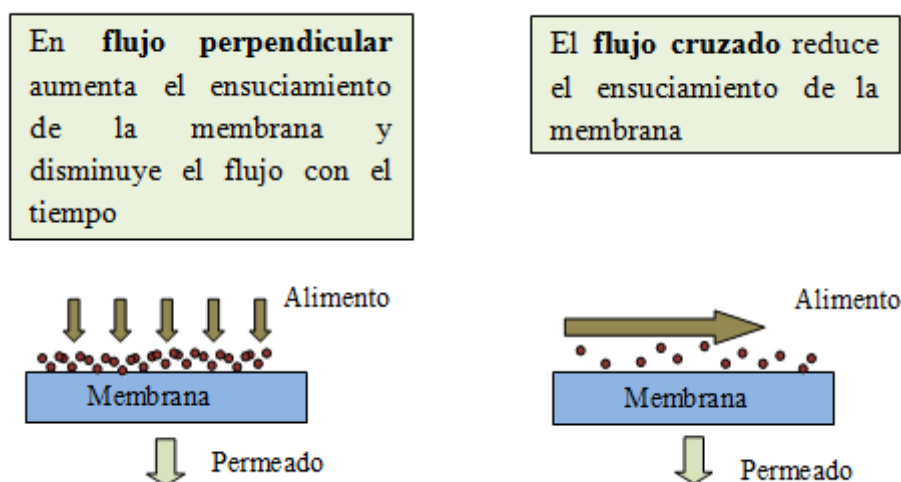 En flujo perpendicular
aumenta el ensuciamiento
de la membrana y
disminuye el flujo con el
tiempo
El flujo cruzado reduce
el ensuciamiento de la
membrana
Alimento
Membrana
Permeado
Alimento
Membrana
Permeado